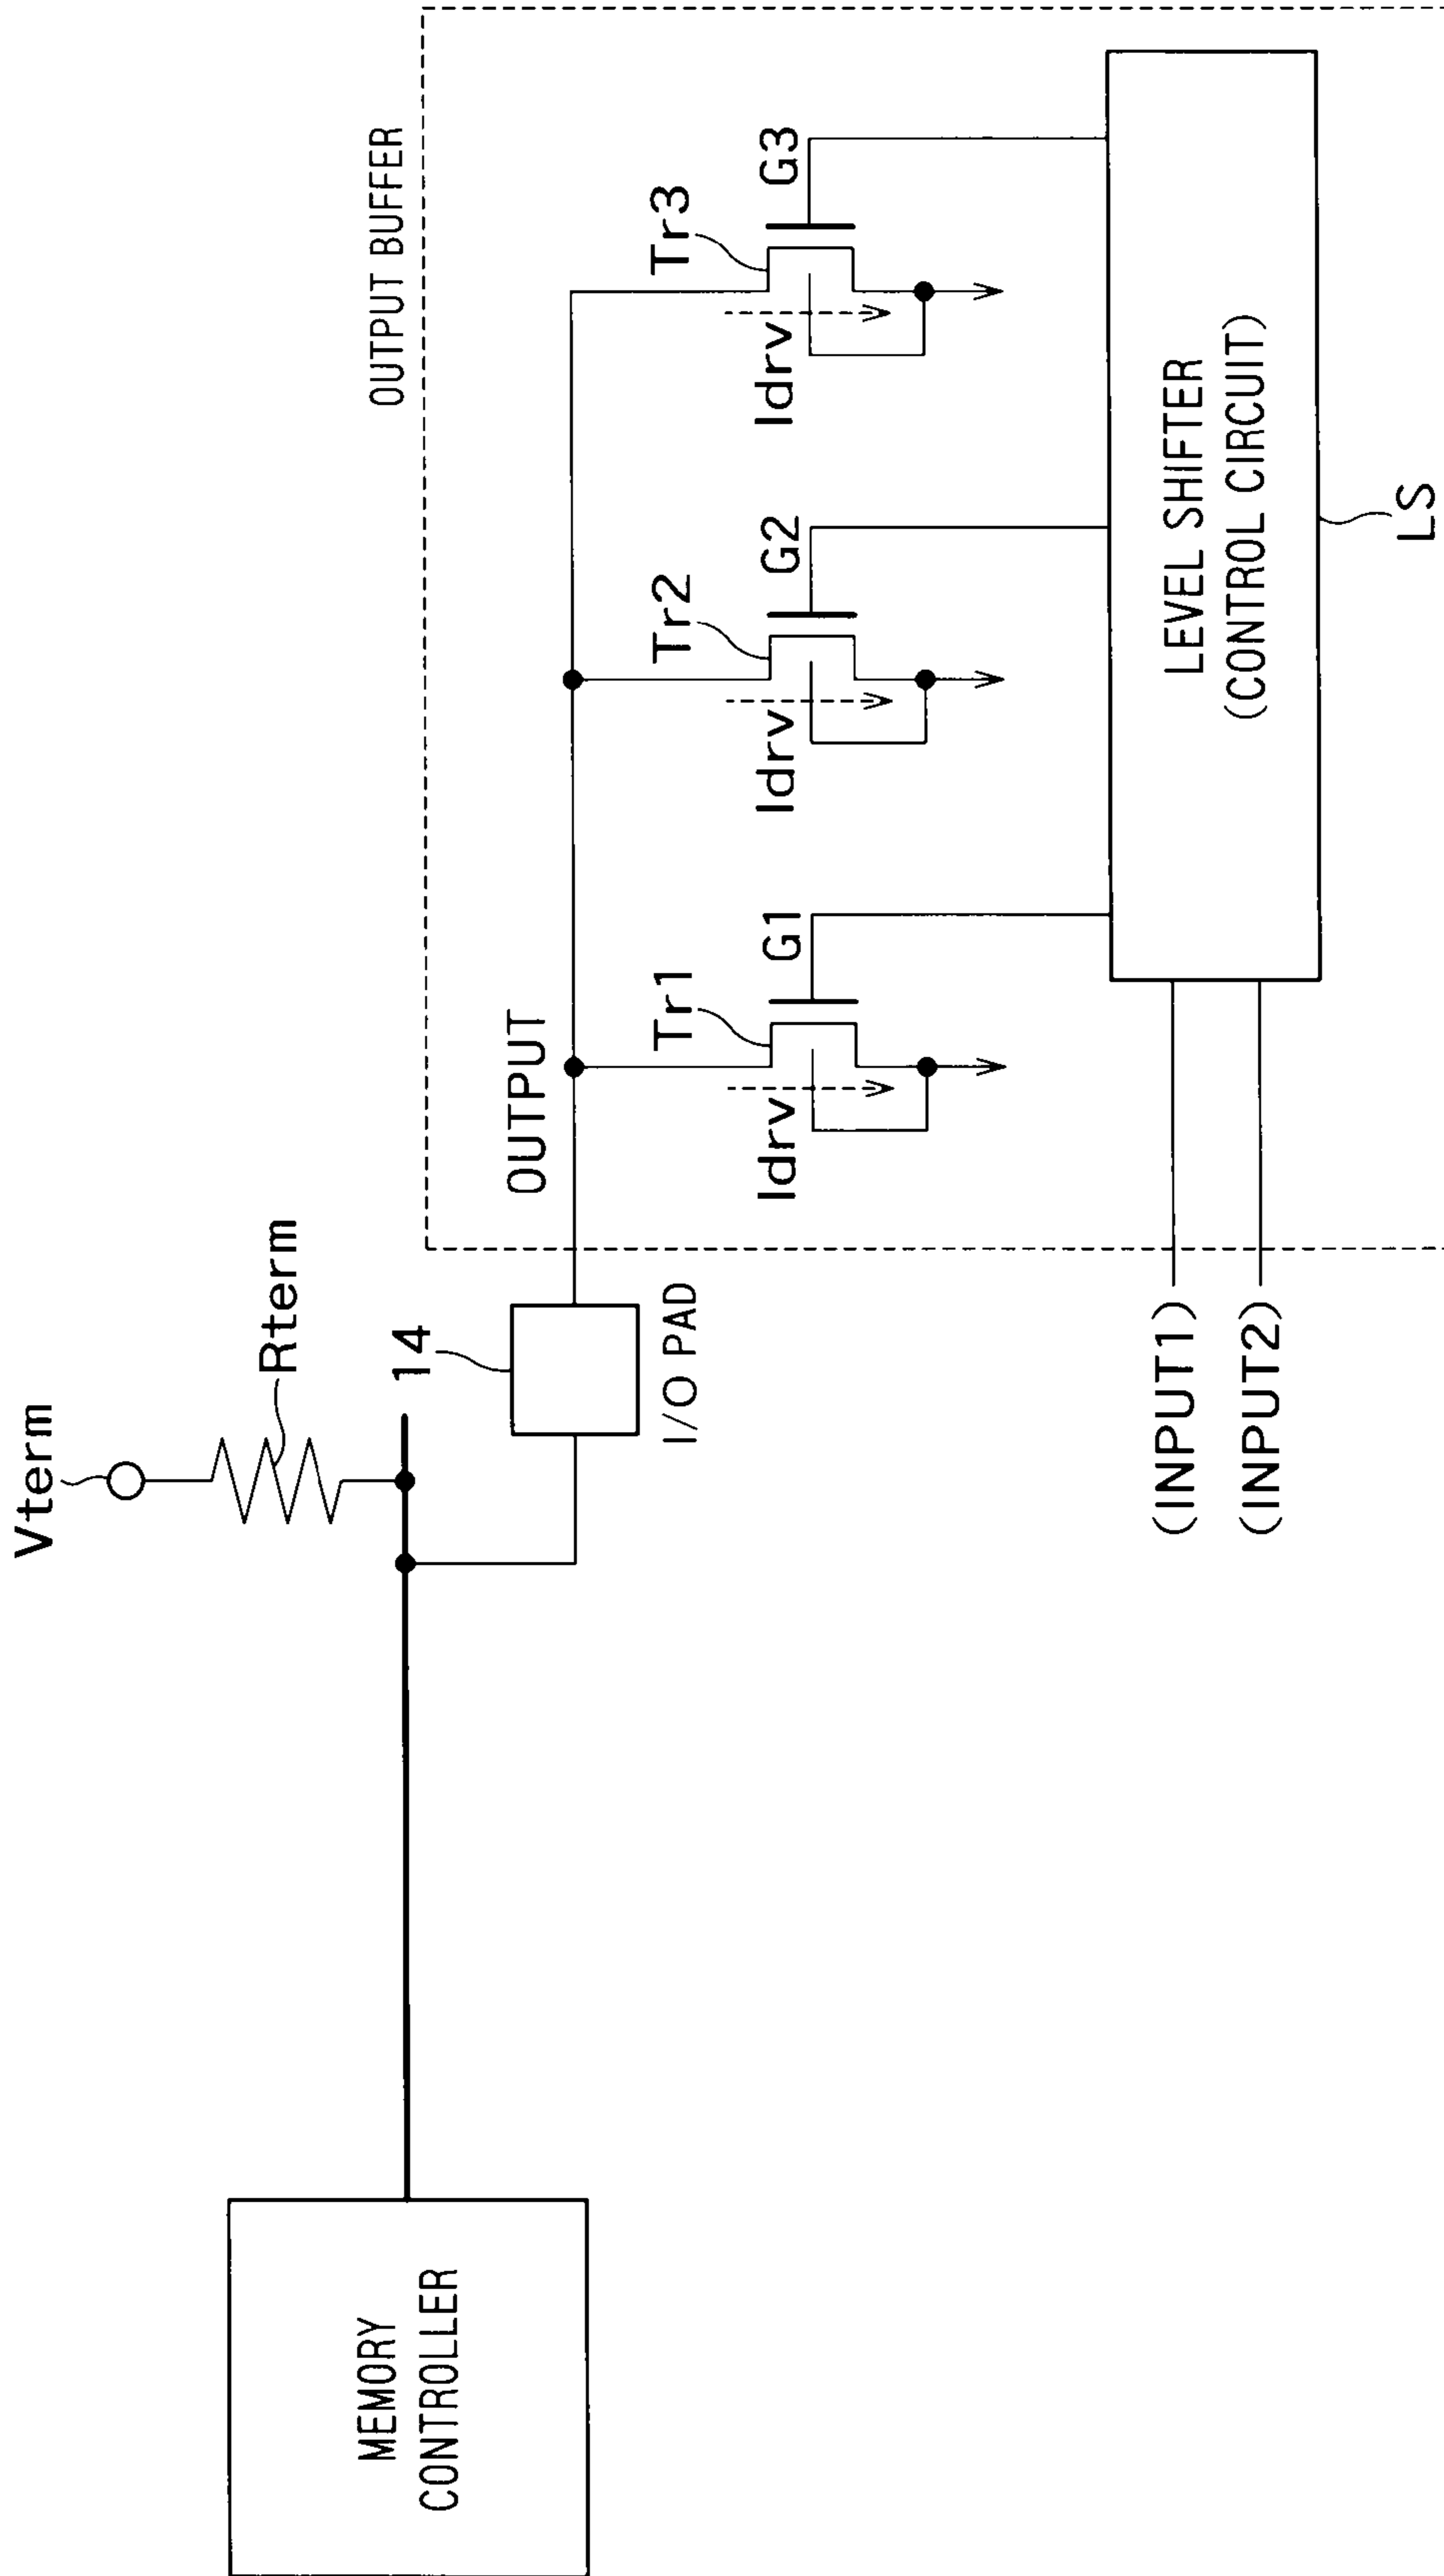 Vterm
Rterm
14
I/O PAD
MEMORY
CONTROLLER
OUTPUT BUFFER
OUTPUT
Tr1
Tr2
Tr3
G1
G2
G3
Idrv
Idrv
Idrv
(INPUT1)
(INPUT2)
LEVEL SHIFTER
(CONTROL CIRCUIT)
LS